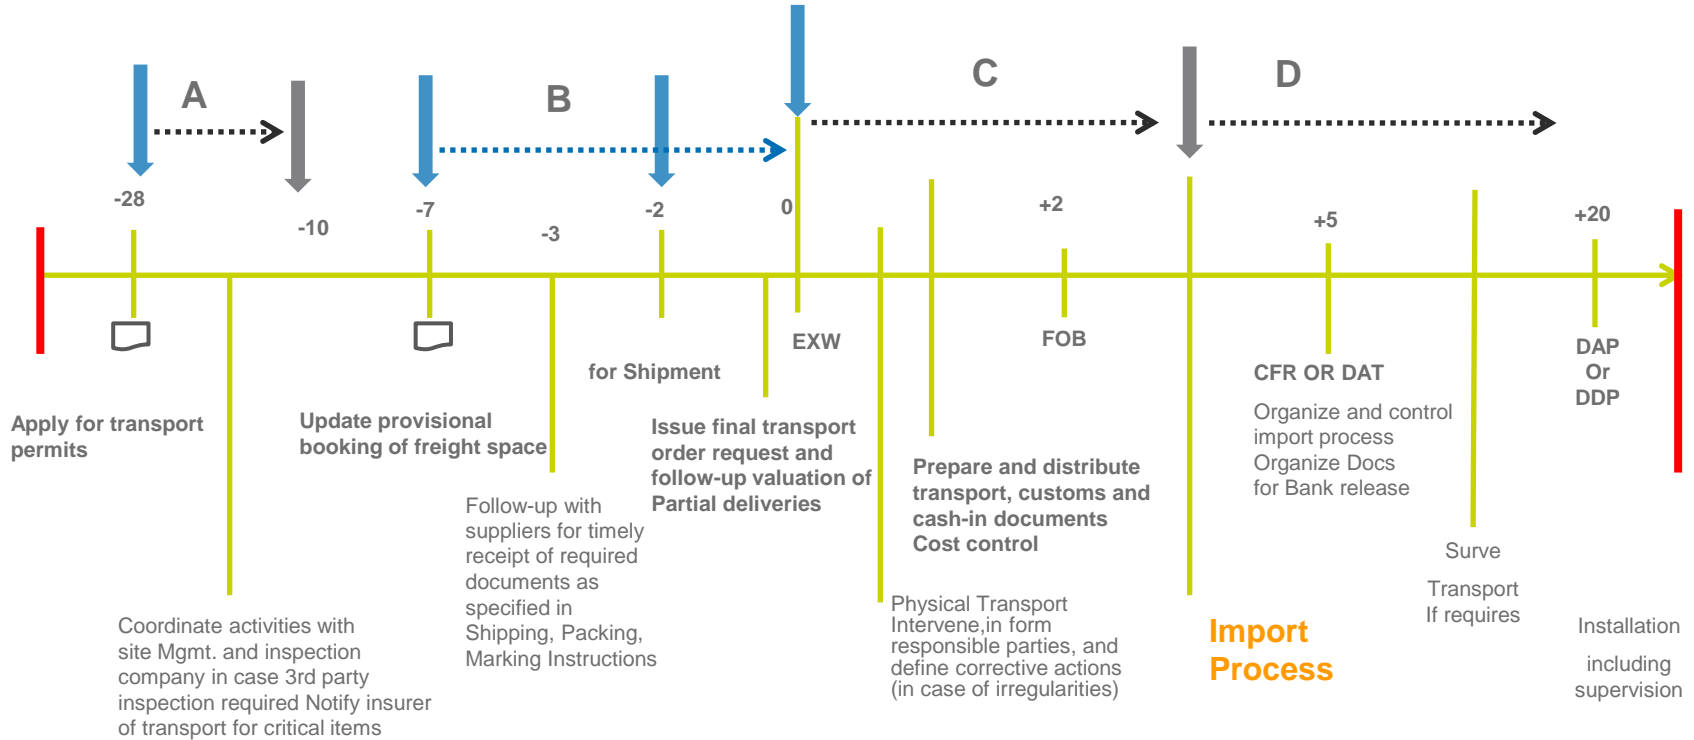 A
B
C
D
-28
-10
-7
-3
-2
0
+2
+5
+20
EXW
FOB
CFR OR DAT
DAP
Or
DDP
for Shipment
Apply for transport
permits
Update provisional
booking of freight space
Issue final transport
order request and
follow-up valuation of
Partial deliveries
Prepare and distribute
transport, customs and
cash-in documents
Cost control
Organize and control
import process
Organize Docs
for Bank release
Follow-up with
suppliers for timely
receipt of required
documents as
specified in
Shipping, Packing,
Marking Instructions
Surve
Transport
If requires
Coordinate activities with
site Mgmt. and inspection
company in case 3rd party
inspection required Notify insurer
of transport for critical items
Physical Transport
Intervene,in form
responsible parties, and
define corrective actions
(in case of irregularities)
Import
Process
Installation
including
supervision